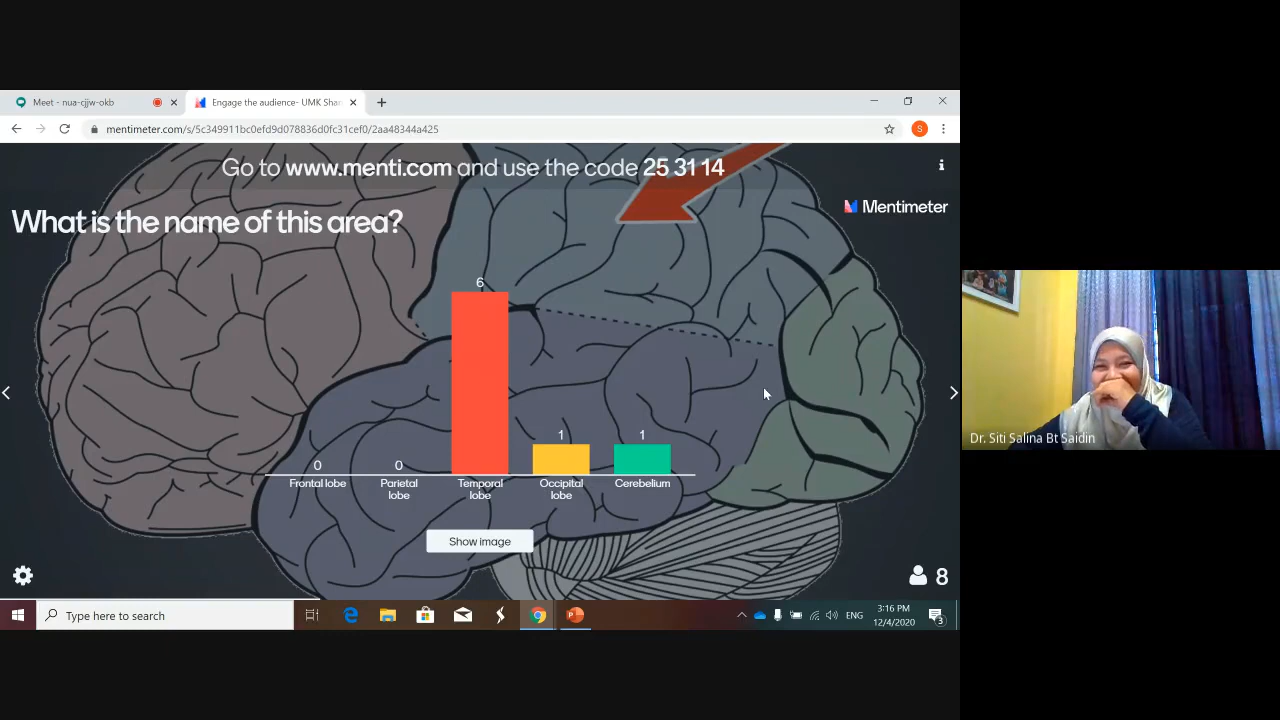 Meet - nua-cjjw-okb
Engage the audience- UMK Shar
mentimeter.com/s/5c349911bc0efd9d078836d0fc31cef0/2aa48344a425
S
Go to www.menti.com and use the code 25 31 14
Mentimeter
What is the name of this area?
6
1
1
0
0
Frontal lobe
Parietal
lobe
Temporal
lobe
Occipital
lobe
Cerebelium
Show image
8
Dr. Siti Salina Bt Saidin
Type here to search
ENG
3:16 PM
12/4/2020
3